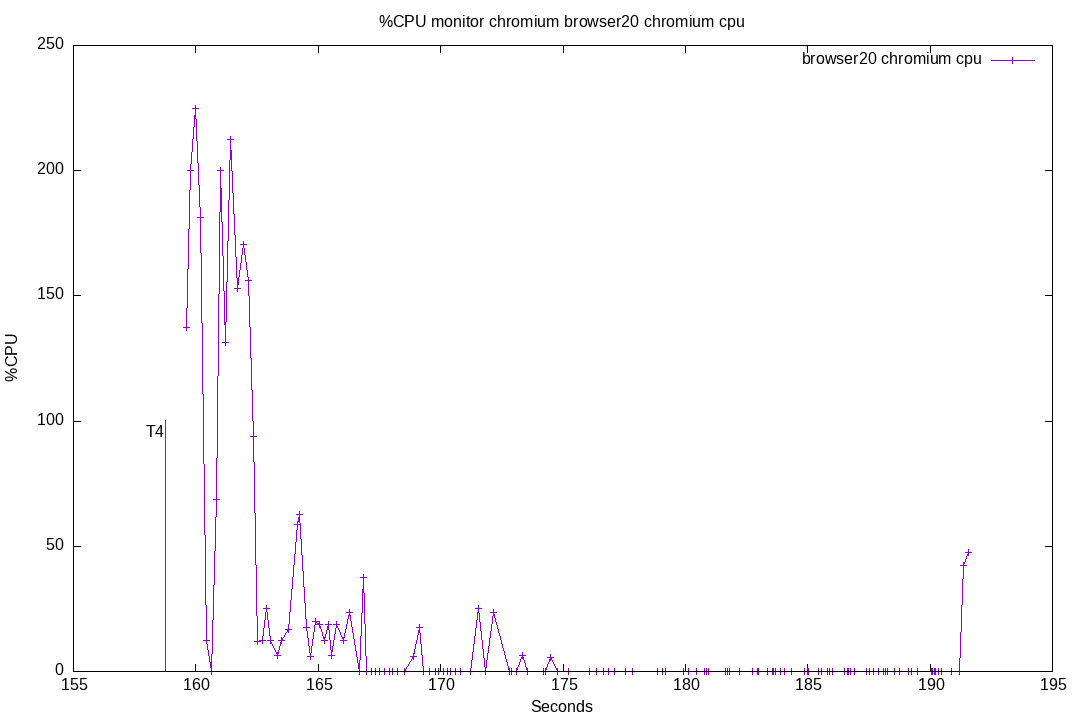 %CPU monitor chromium browser20 chromium cpu
250
browser20 chromium cpu
200
150
%CPU
100
T4
50
0
155 160 165 170 175 180 185 190 195
Seconds